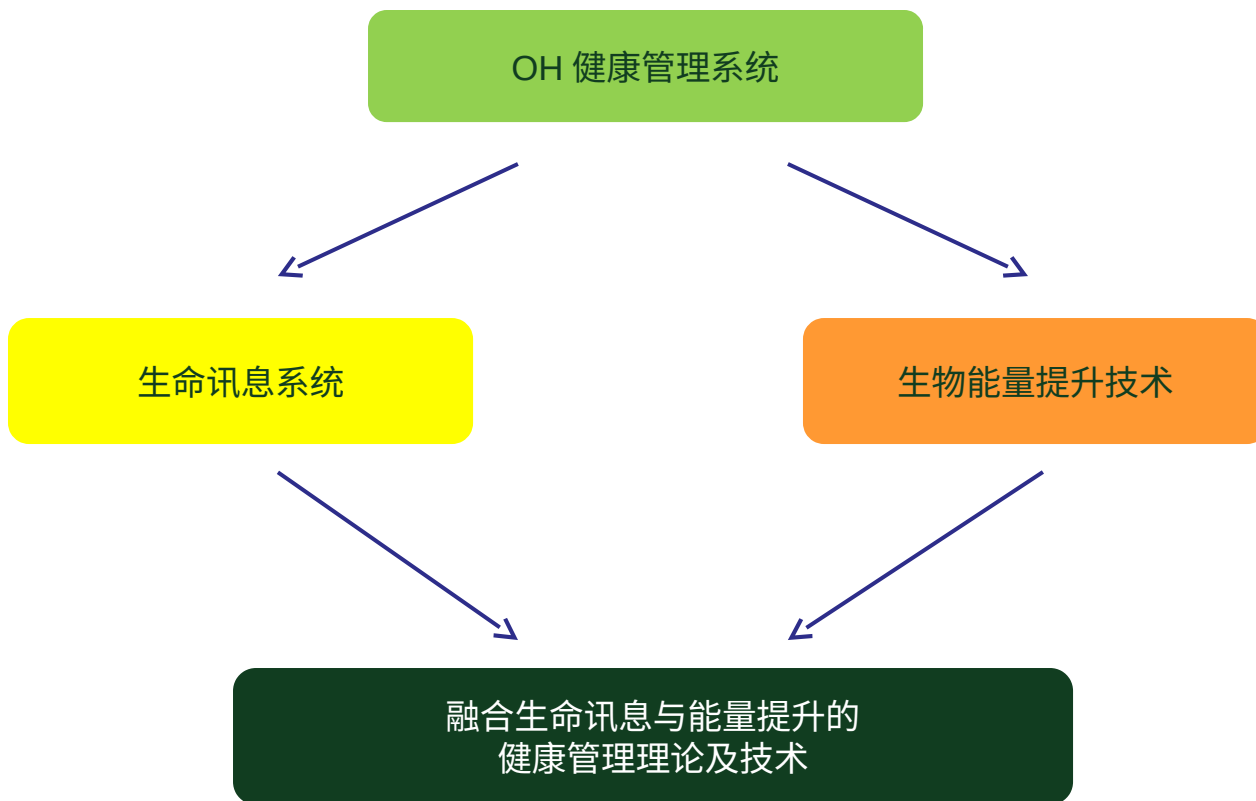 OH 健康管理系统
生命讯息系统
生物能量提升技术
融合生命讯息与能量提升的
健康管理理论及技术